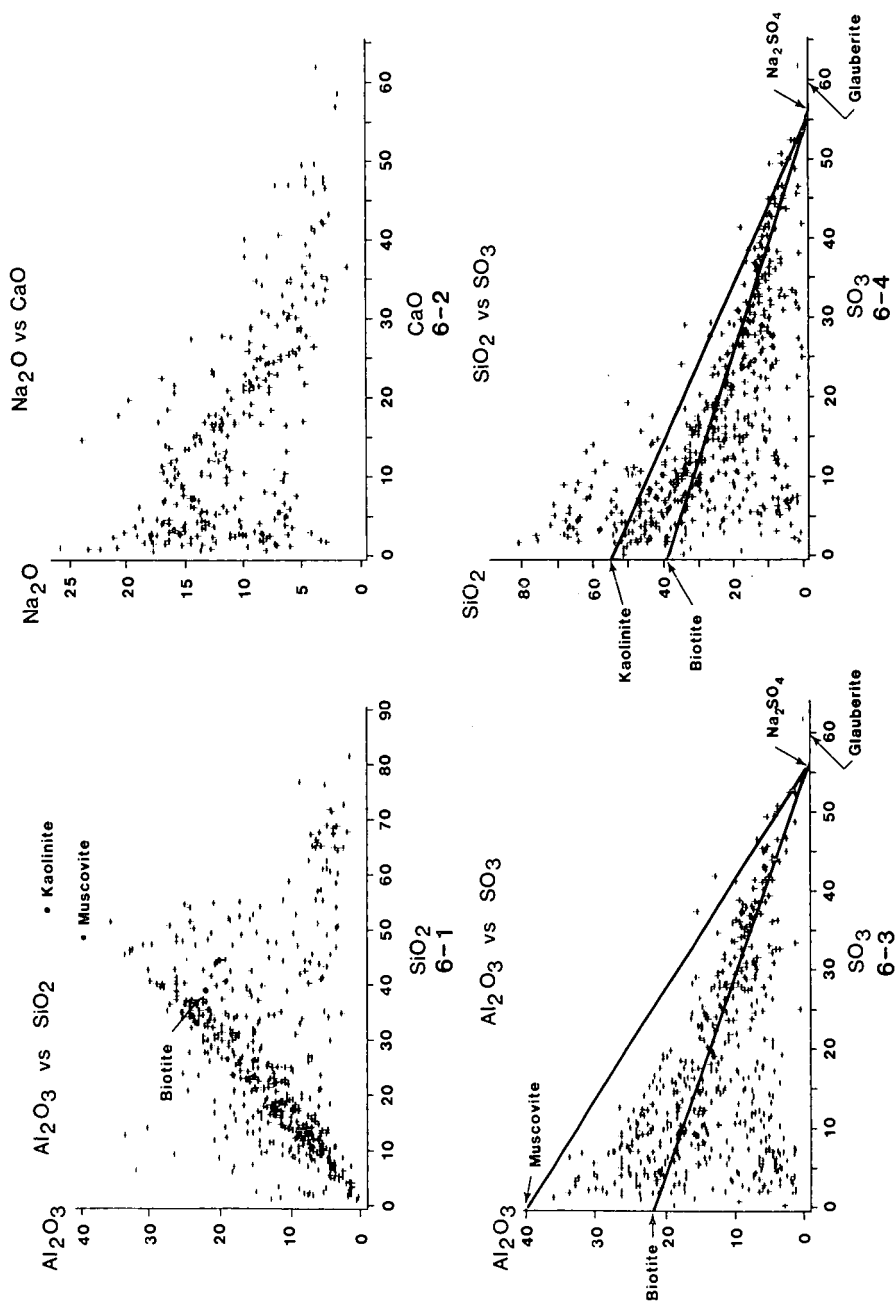 Al2O3 vs SiO2
Al2O3
40
30
20
10
0
• Kaolinite
• Muscovite
Biotite
0 10 20 30 40 50 60 70 80 90
SiO2
6-1
Na2O vs CaO
Na2O
25
20
15
10
5
0
0 10 20 30 40 50 60
CaO
6-2
Al2O3 vs SO3
Al2O3
40
30
20
10
0
Muscovite
Biotite
Na2SO4
Glauberite
0 10 20 30 40 50 60
SO3
6-3
SiO2 vs SO3
SiO2
80
60
40
20
0
Kaolinite
Biotite
Na2SO4
Glauberite
0 10 20 30 40 50 60
SO3
6-4